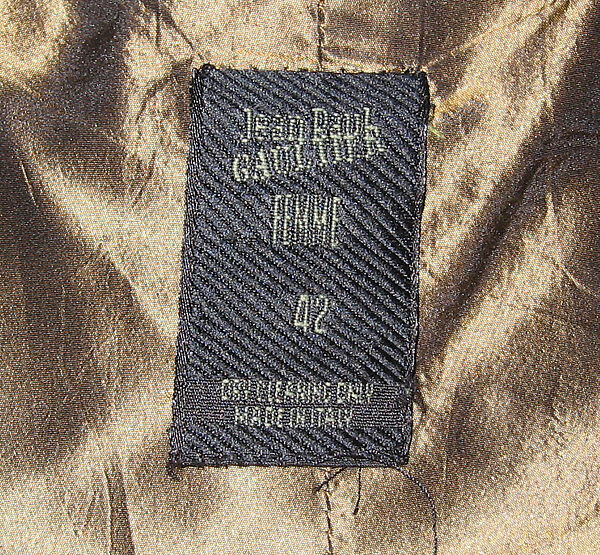 Jean Paul
GAULTIER
FEMME
42
DRY CLEANING ONLY
MADE IN ITALY